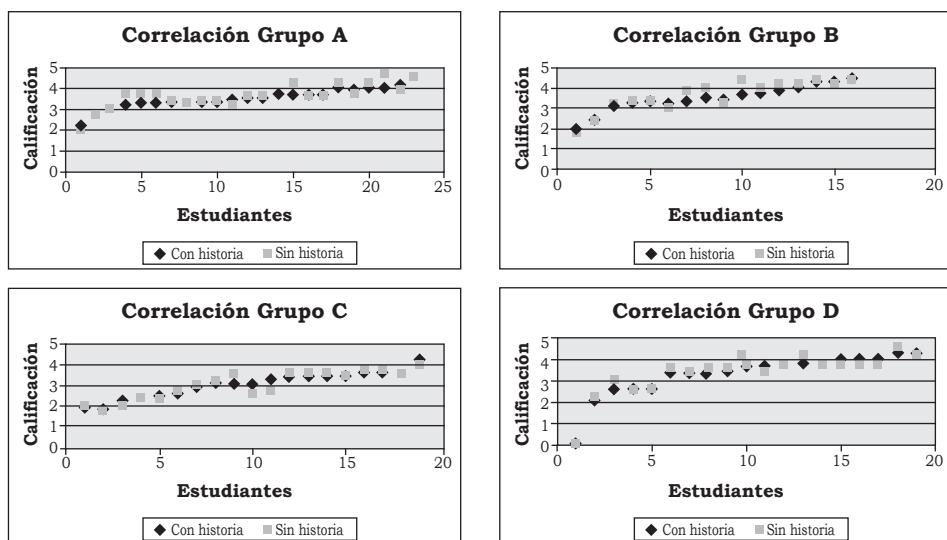 Correlación Grupo A
Calificación
5
4
3
2
1
0
0 5 10 15 20 25
Estudiantes
Con historia Sin historia
Correlación Grupo B
Calificación
5
4
3
2
1
0
0 5 10 15 20
Estudiantes
Con historia Sin historia
Correlación Grupo C
Calificación
5
4
3
2
1
0
0 5 10 15 20
Estudiantes
Con historia Sin historia
Correlación Grupo D
Calificación
5
4
3
2
1
0
0 5 10 15 20
Estudiantes
Con historia Sin historia